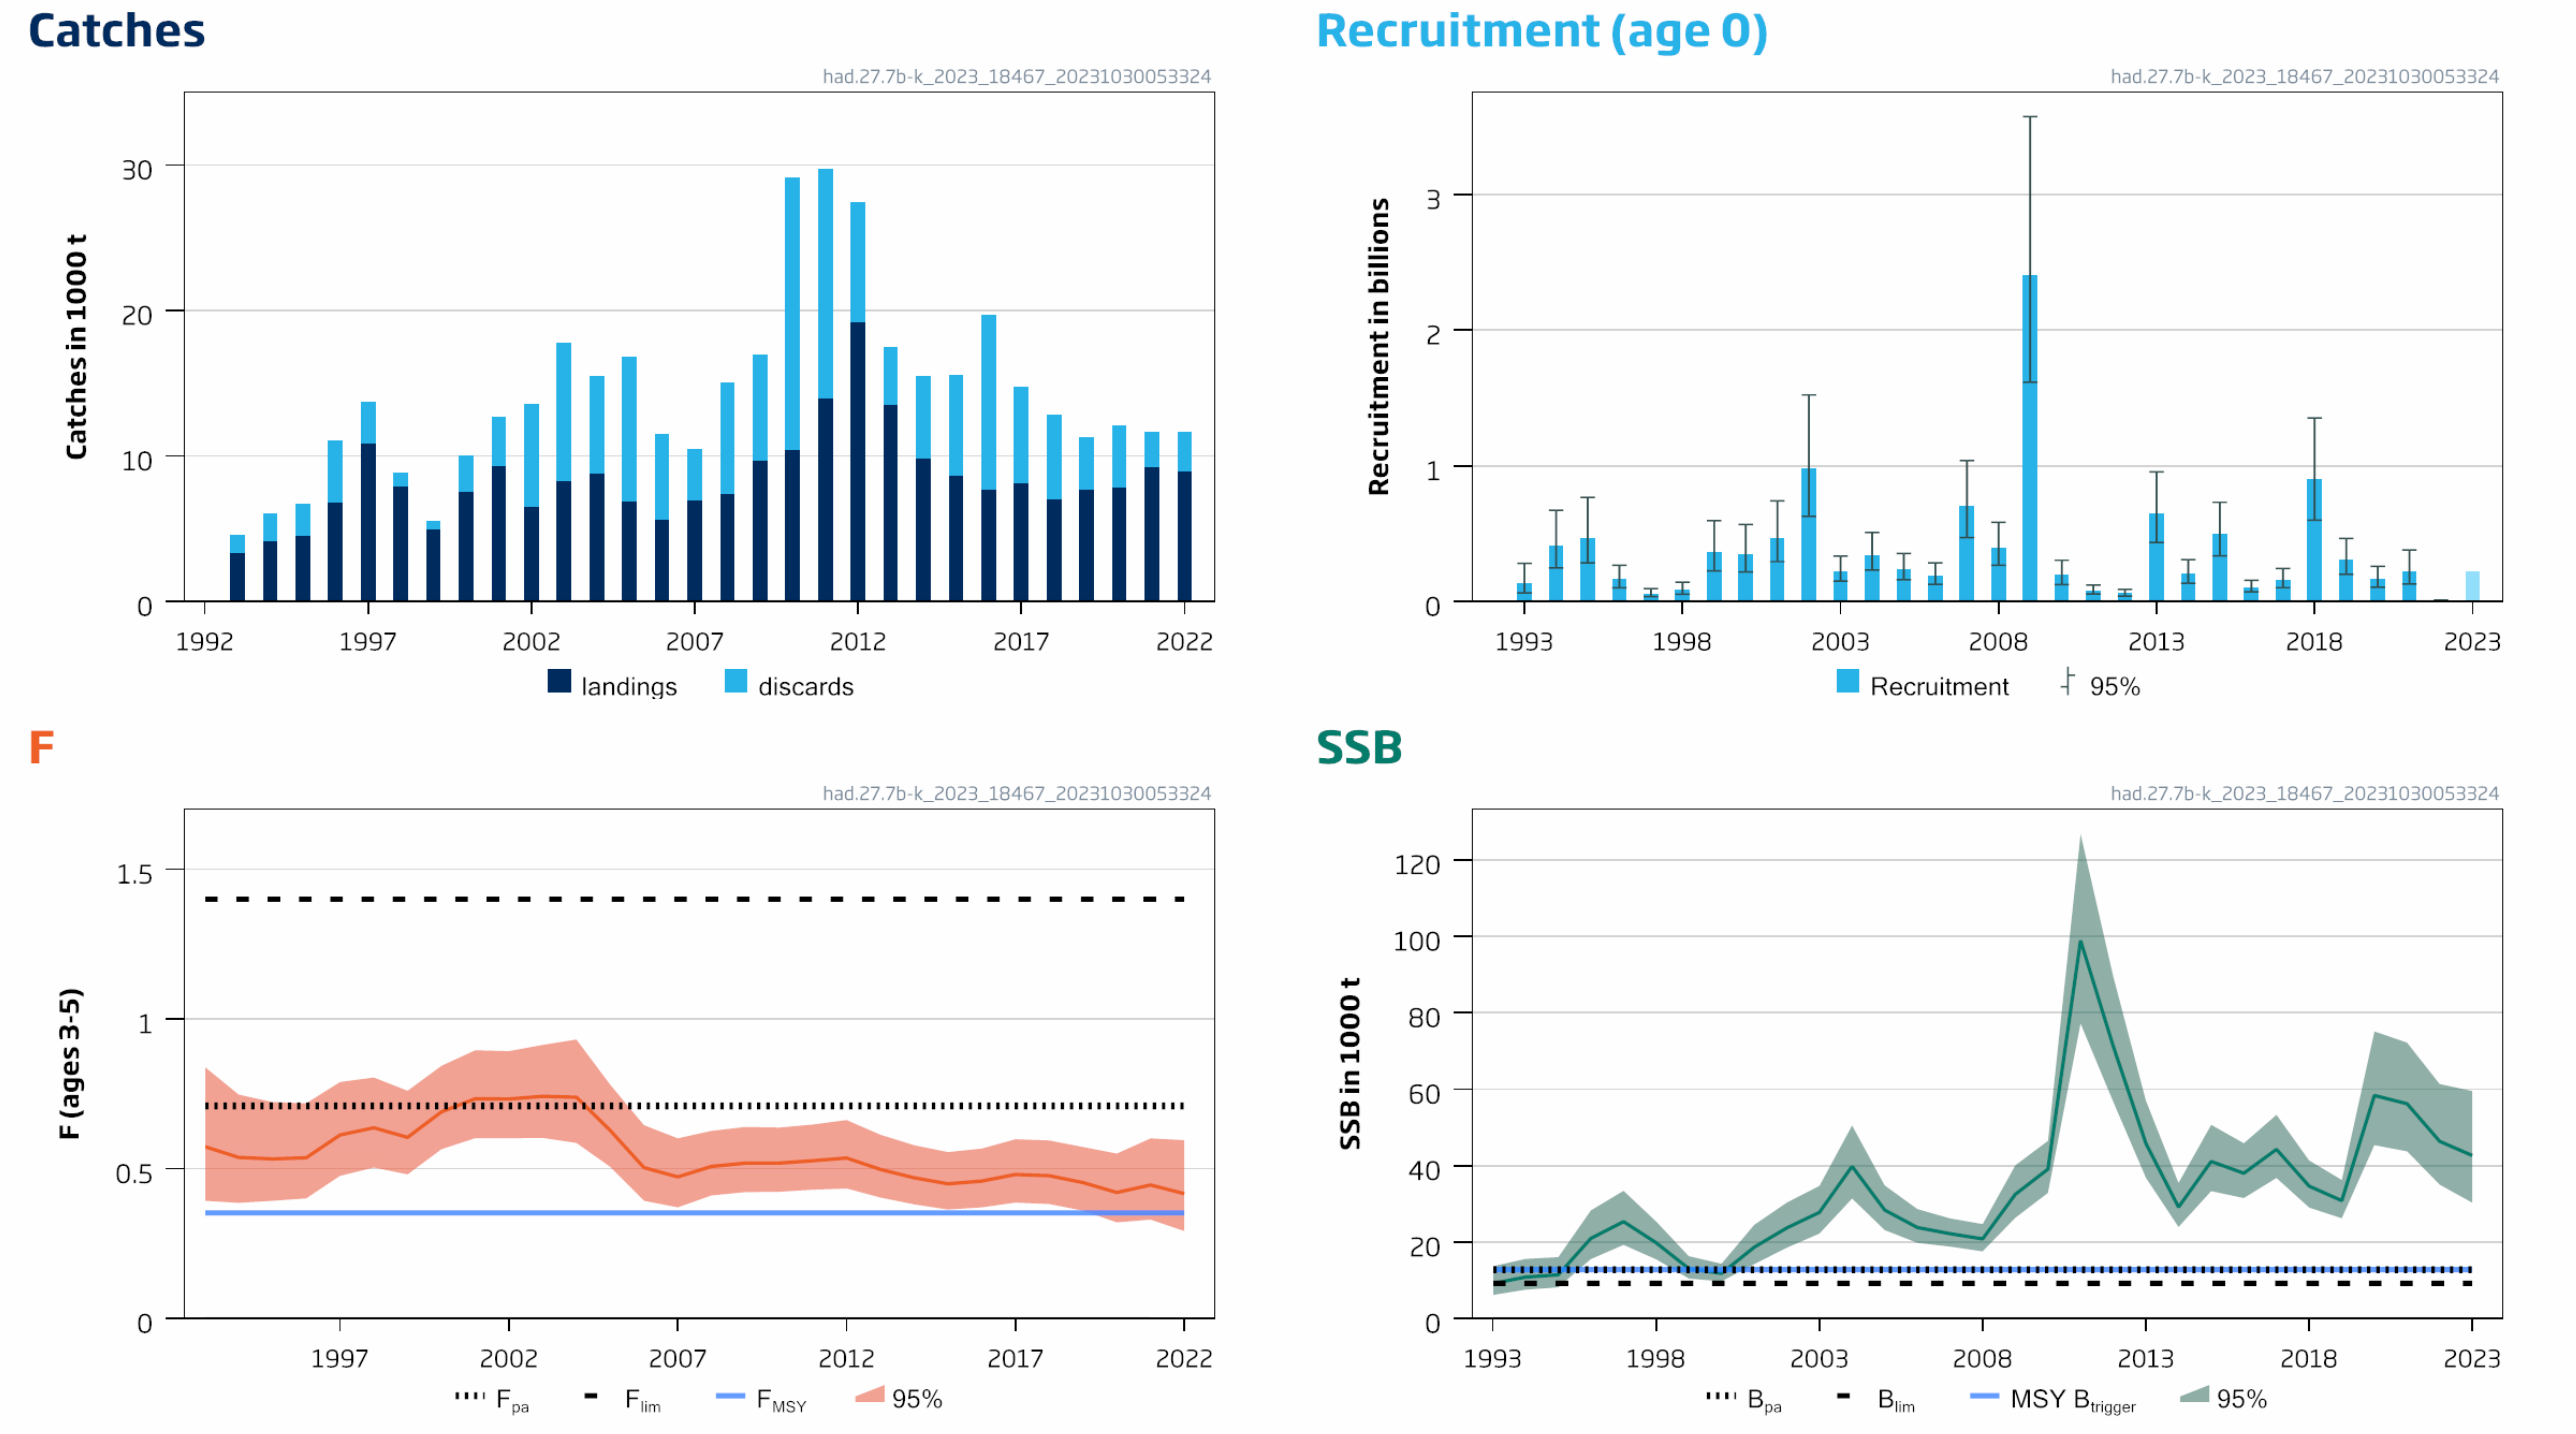 Catches
had.27.7b-k_2023_18467_20231030053324
Catches in 1000 t
30
20
10
0
1992 1997 2002 2007 2012 2017 2022
landings discards
Recruitment (age 0)
had.27.7b-k_2023_18467_20231030053324
Recruitment in billions
3
2
1
0
1993 1998 2003 2008 2013 2018 2023
Recruitment 95%
F
had.27.7b-k_2023_18467_20231030053324
F (ages 3-5)
1.5
1
0.5
0
1997 2002 2007 2012 2017 2022
Fpa Flim FMSY 95%
SSB
had.27.7b-k_2023_18467_20231030053324
SSB in 1000 t
120
100
80
60
40
20
0
1993 1998 2003 2008 2013 2018 2023
Bpa Blim MSY Btrigger 95%